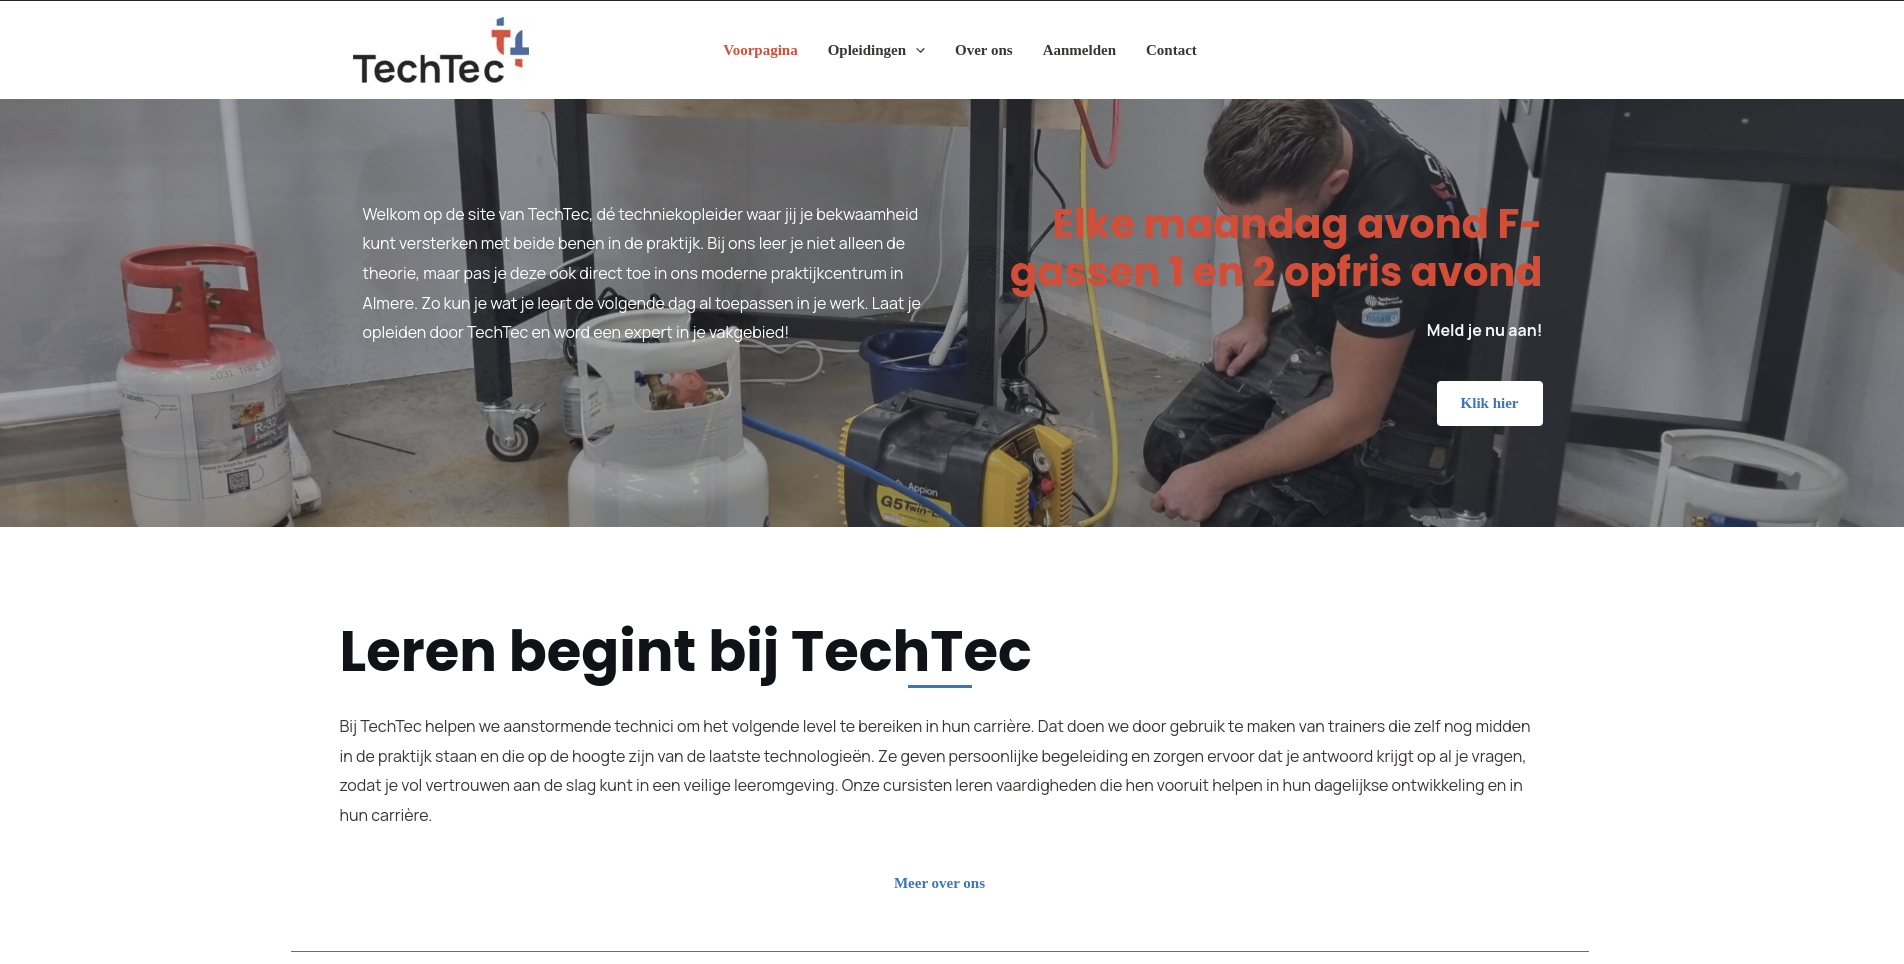 TechTec
Voorpagina
Opleidingen
Over ons
Aanmelden
Contact
Welkom op de site van TechTec, dé techniekopleider waar jij je bekwaamheid
kunt versterken met beide benen in de praktijk. Bij ons leer je niet alleen de
theorie, maar pas je deze ook direct toe in ons moderne praktijkcentrum in
Almere. Zo kun je wat je leert de volgende dag al toepassen in je werk. Laat je
opleiden door TechTec en word een expert in je vakgebied!
Elke maandag avond F-
gassen 1 en 2 opfris avond
Meld je nu aan!
Klik hier
R-32
Appion
G5Twin
Leren begint bij TechTec
Bij TechTec helpen we aanstormende technici om het volgende level te bereiken in hun carrière. Dat doen we door gebruik te maken van trainers die zelf nog midden
in de praktijk staan en die op de hoogte zijn van de laatste technologieën. Ze geven persoonlijke begeleiding en zorgen ervoor dat je antwoord krijgt op al je vragen,
zodat je vol vertrouwen aan de slag kunt in een veilige leeromgeving. Onze cursisten leren vaardigheden die hen vooruit helpen in hun dagelijkse ontwikkeling en in
hun carrière.
Meer over ons